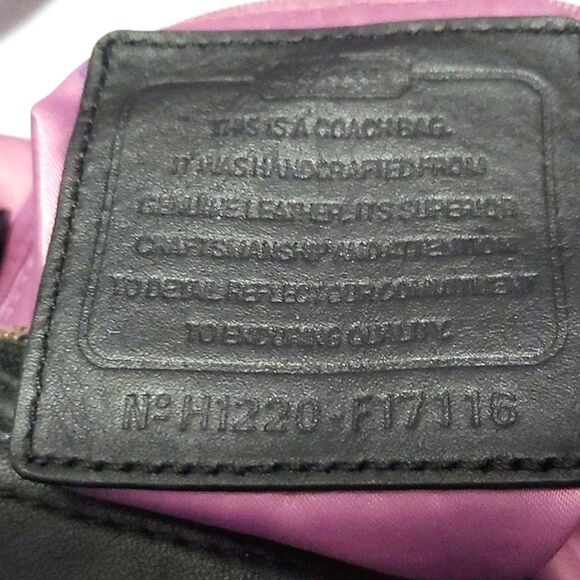 THIS IS A COACH BAG.
IT WAS HANDCRAFTED FROM
GENUINE LEATHER, ITS SUPERIOR
CRAFTSMANSHIP AND ATTENTION
TO DETAIL REFLECT OUR COMMITMENT
TO ENDURING QUALITY.
Nº H1220-F17116